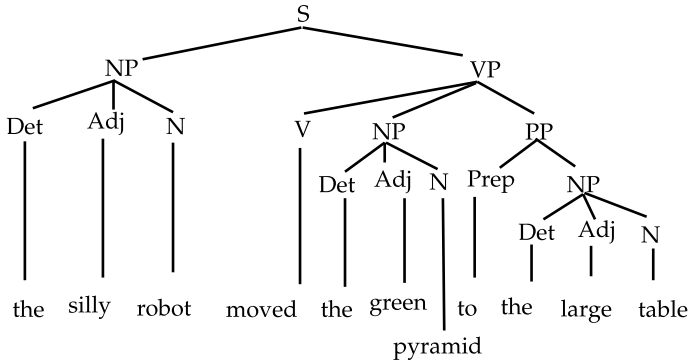 S
NP VP
Det Adj N V NP PP
Det Adj N Prep NP
Det Adj N
the silly robot moved the green to the large table
pyramid